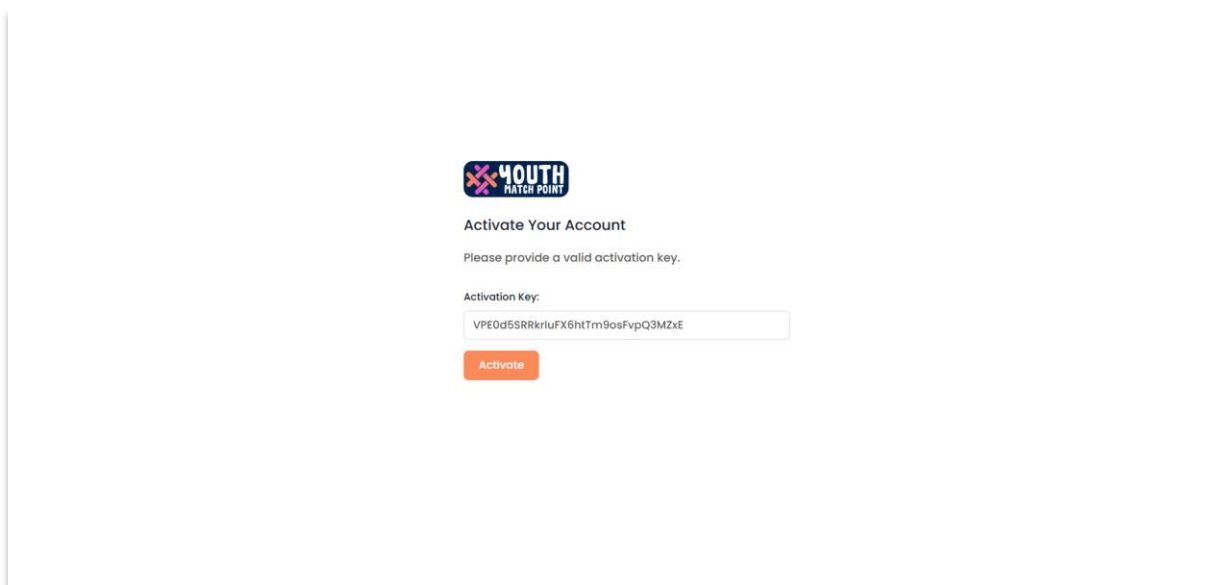 YOUTH
MATCH POINT
Activate Your Account
Please provide a valid activation key.
Activation Key:
VPE0d5SRRkrluFX6htTm9osFvpQ3MZxE
Activate